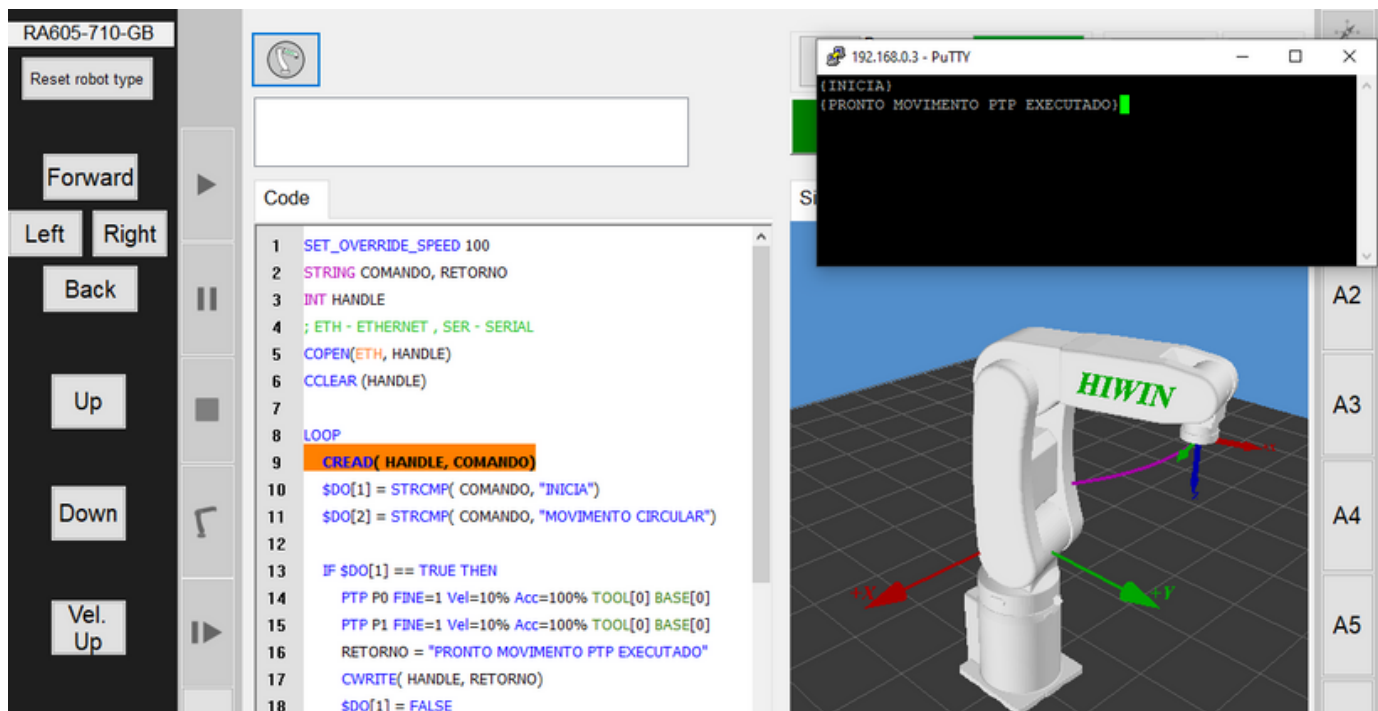 RA605-710-GB
Reset robot type
Forward
Left
Right
Back
Up
Down
Vel.
Up
Code
1 SET_OVERRIDE_SPEED 100
2 STRING COMANDO, RETORNO
3 INT HANDLE
4 ; ETH - ETHERNET , SER - SERIAL
5 COPEN(ETH, HANDLE)
6 CCLEAR (HANDLE)
7
8 LOOP
9 CREAD( HANDLE, COMANDO)
10 $DO[1] = STRCMP( COMANDO, "INICIA")
11 $DO[2] = STRCMP( COMANDO, "MOVIMENTO CIRCULAR")
12
13 IF $DO[1] == TRUE THEN
14 PTP P0 FINE=1 Vel=10% Acc=100% TOOL[0] BASE[0]
15 PTP P1 FINE=1 Vel=10% Acc=100% TOOL[0] BASE[0]
16 RETORNO = "PRONTO MOVIMENTO PTP EXECUTADO"
17 CWRITE( HANDLE, RETORNO)
18 $DO[1] = FALSE
192.168.0.3 - PuTTY
{INICIA}
{PRONTO MOVIMENTO PTP EXECUTADO}
HIWIN
+X
+Y
A2
A3
A4
A5